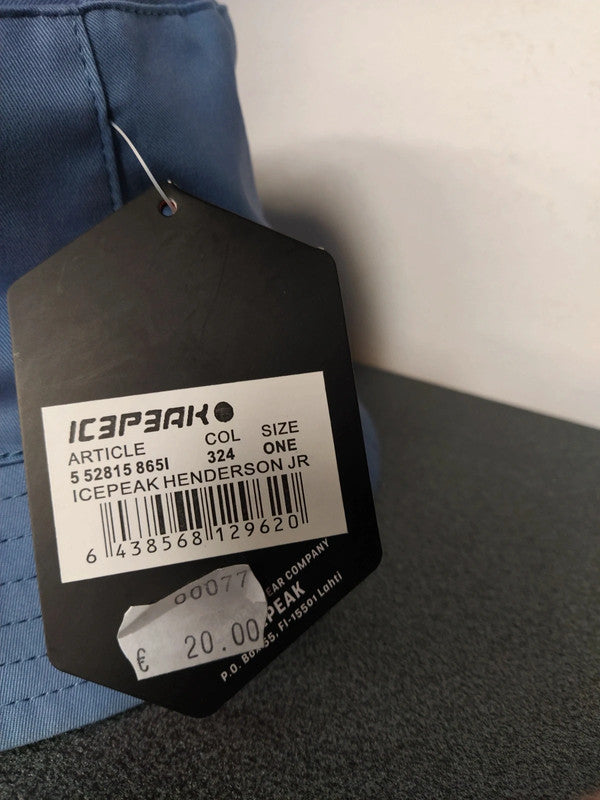 ICEPEAK
ARTICLE COL SIZE
5 52815 865I 324 ONE
ICEPEAK HENDERSON JR
6 438568 129620
80077
€ 20.00
EAR COMPANY
PEAK
P.O. Box 55, FI-15501 Lahti